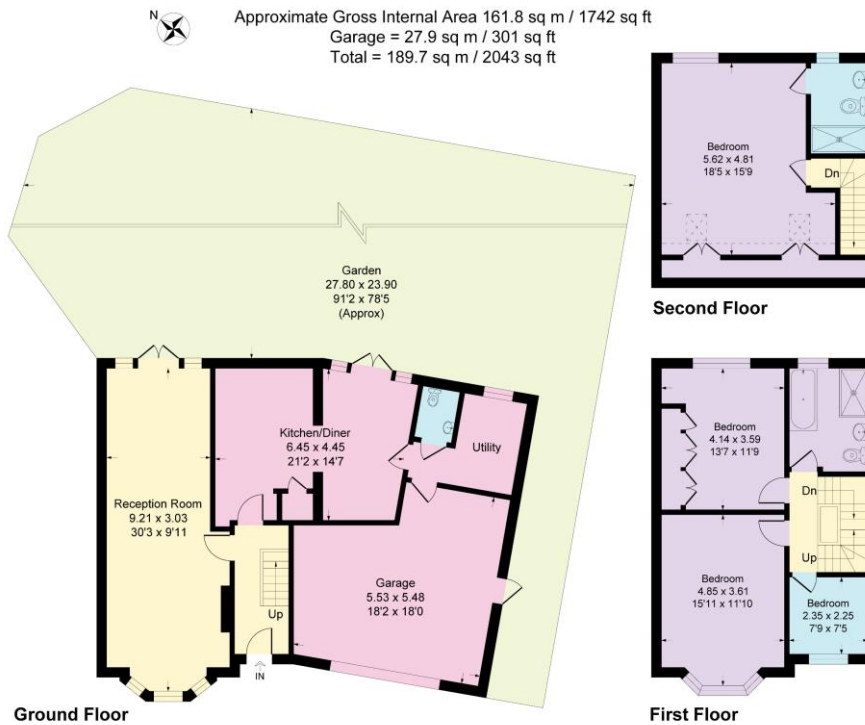 N
Approximate Gross Internal Area 161.8 sq m / 1742 sq ft
Garage = 27.9 sq m / 301 sq ft
Total = 189.7 sq m / 2043 sq ft
Garden
27.80 x 23.90
91'2 x 78'5
(Approx)
Kitchen/Diner
6.45 x 4.45
21'2 x 14'7
Utility
Reception Room
9.21 x 3.03
30'3 x 9'11
Garage
5.53 x 5.48
18'2 x 18'0
Up
IN
Ground Floor
Bedroom
5.62 x 4.81
18'5 x 15'9
Dn
Second Floor
Bedroom
4.14 x 3.59
13'7 x 11'9
Dn
Up
Bedroom
4.85 x 3.61
15'11 x 11'10
Bedroom
2.35 x 2.25
7'9 x 7'5
First Floor